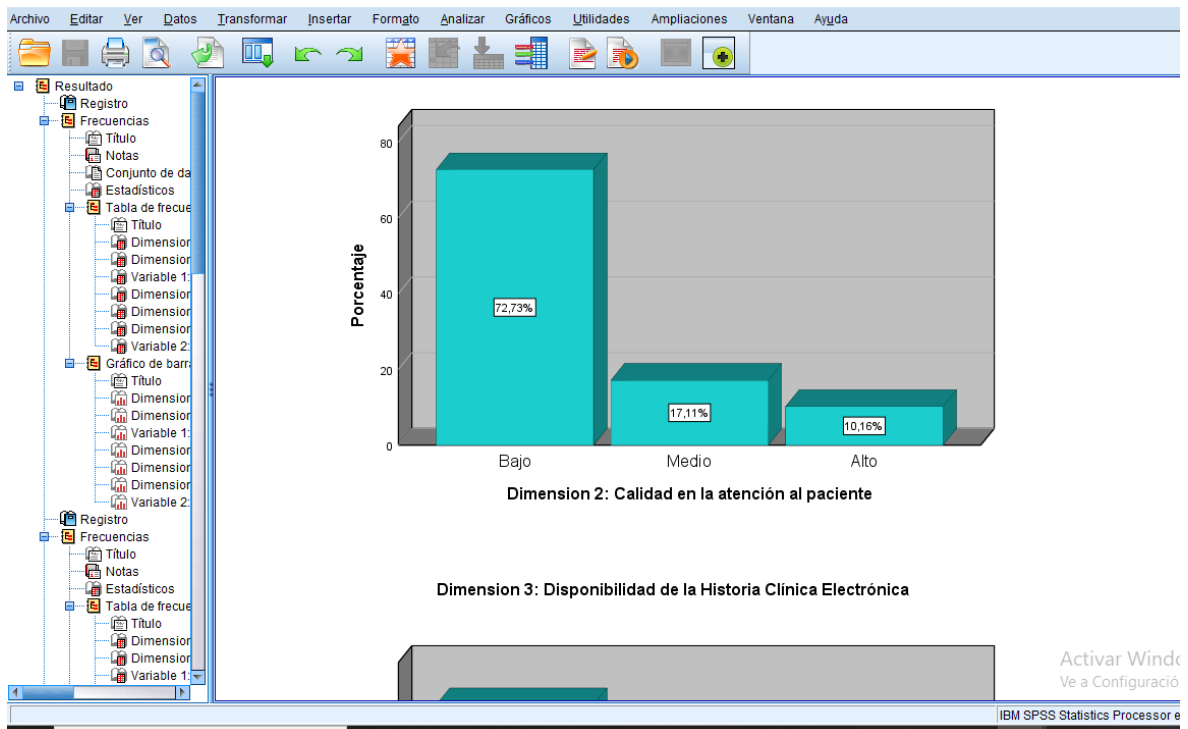 Archivo Editar Ver Datos Transformar Insertar Formato Analizar Gráficos Utilidades Ampliaciones Ventana Ayuda
Resultado
Registro
Frecuencias
Título
Notas
Conjunto de da
Estadísticos
Tabla de frecue
Título
Dimension
Dimension
Variable 1:
Dimension
Dimension
Dimension
Variable 2:
Gráfico de barr
Título
Dimension
Dimension
Variable 1:
Dimension
Dimension
Dimension
Variable 2:
Registro
Frecuencias
Título
Notas
Estadísticos
Tabla de frecue
Título
Dimension
Dimension
Variable 1:
Porcentaje
80
60
40
20
0
72,73%
17,11%
10,16%
Bajo Medio Alto
Dimension 2: Calidad en la atención al paciente
Dimension 3: Disponibilidad de la Historia Clínica Electrónica
Activar Windo
Ve a Configuració
IBM SPSS Statistics Processor e